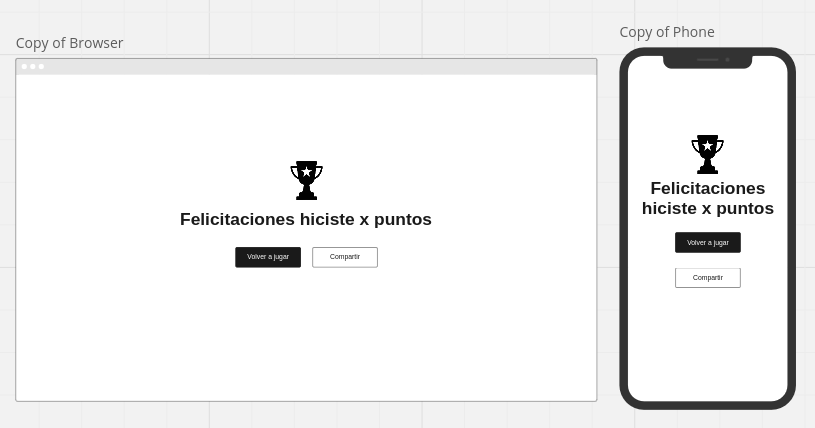 Copy of Browser
Felicitaciones hiciste x puntos
Volver a jugar
Compartir
Copy of Phone
Felicitaciones
hiciste x puntos
Volver a jugar
Compartir